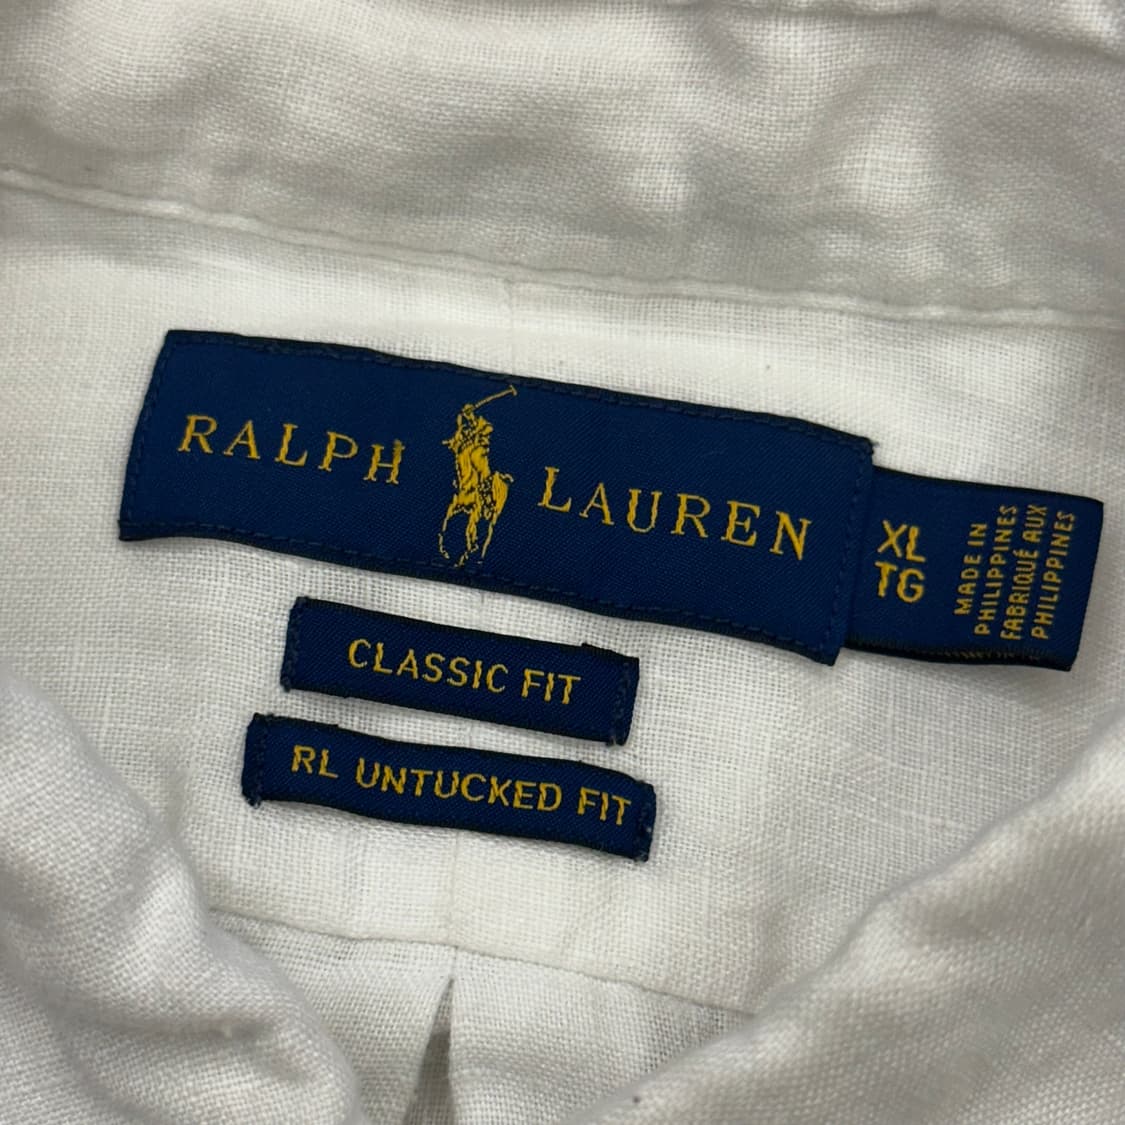 RALPH LAUREN
XL
TG
MADE IN
PHILIPPINES
FABRIQUÉ AUX
PHILIPPINES
CLASSIC FIT
RL UNTUCKED FIT